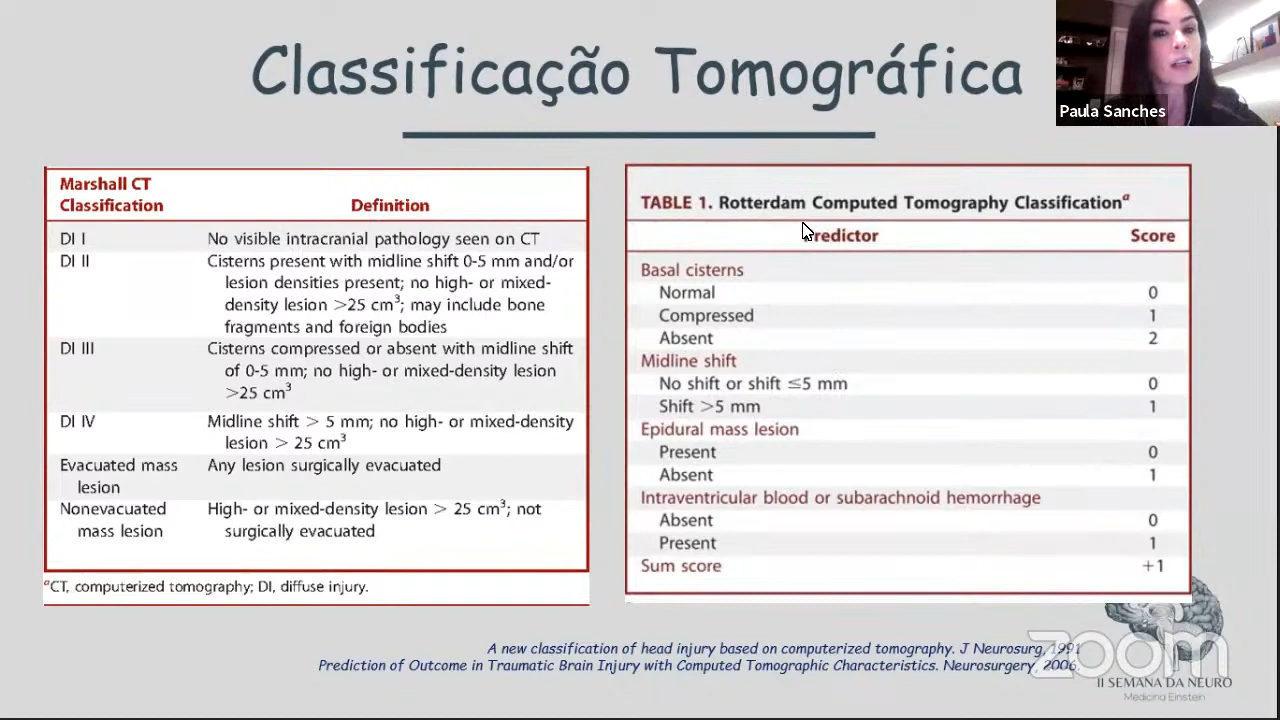 Classificação Tomográfica
Paula Sanches
Marshall CT
Classification Definition
DI I No visible intracranial pathology seen on CT
DI II Cisterns present with midline shift 0-5 mm and/or
lesion densities present; no high- or mixed-
density lesion >25 cm³; may include bone
fragments and foreign bodies
DI III Cisterns compressed or absent with midline shift
of 0-5 mm; no high- or mixed-density lesion
>25 cm³
DI IV Midline shift > 5 mm; no high- or mixed-density
lesion > 25 cm³
Evacuated mass Any lesion surgically evacuated
lesion
Nonevacuated High- or mixed-density lesion > 25 cm³; not
mass lesion surgically evacuated
ᵃCT, computerized tomography; DI, diffuse injury.
TABLE 1. Rotterdam Computed Tomography Classificationᵃ
Predictor Score
Basal cisterns
Normal 0
Compressed 1
Absent 2
Midline shift
No shift or shift ≤5 mm 0
Shift >5 mm 1
Epidural mass lesion
Present 0
Absent 1
Intraventricular blood or subarachnoid hemorrhage
Absent 0
Present 1
Sum score +1
A new classification of head injury based on computerized tomography. J Neurosurg, 1991
Prediction of Outcome in Traumatic Brain Injury with Computed Tomographic Characteristics. Neurosurgery, 2006.
zoom
II SEMANA DA NEURO
Medicina Einstein